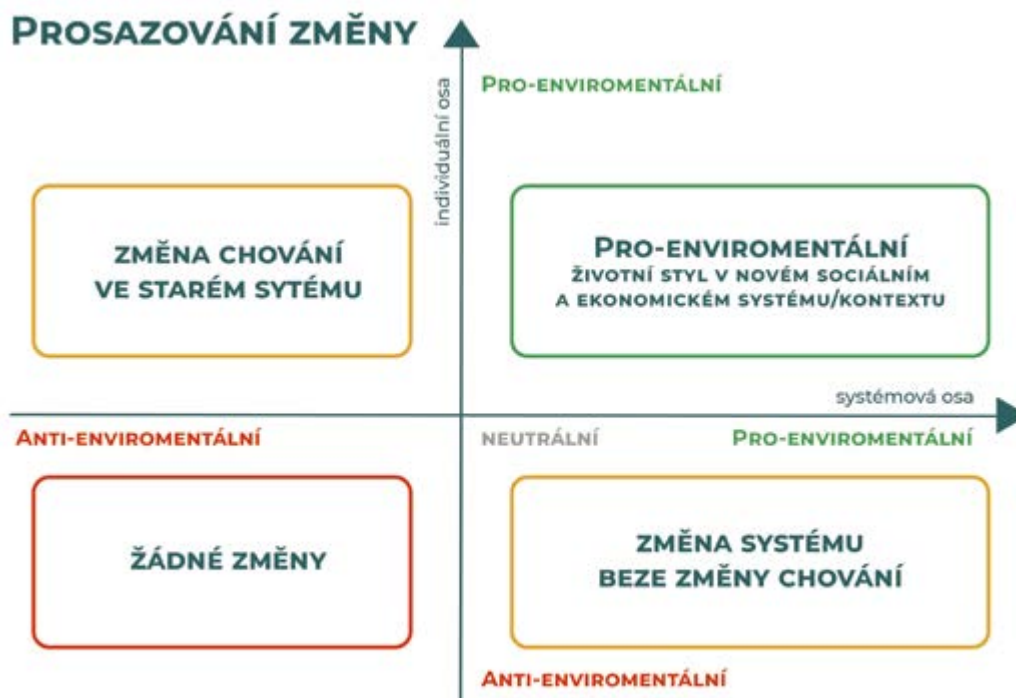 PROSAZOVÁNÍ ZMĚNY
individuální osa
PRO-ENVIROMENTÁLNÍ
ZMĚNA CHOVÁNÍ
VE STARÉM SYTÉMU
PRO-ENVIROMENTÁLNÍ
ŽIVOTNÍ STYL V NOVÉM SOCIÁLNÍM
A EKONOMICKÉM SYSTÉMU/KONTEXTU
systémová osa
ANTI-ENVIROMENTÁLNÍ
NEUTRÁLNÍ
PRO-ENVIROMENTÁLNÍ
ŽÁDNÉ ZMĚNY
ZMĚNA SYSTÉMU
BEZE ZMĚNY CHOVÁNÍ
ANTI-ENVIROMENTÁLNÍ